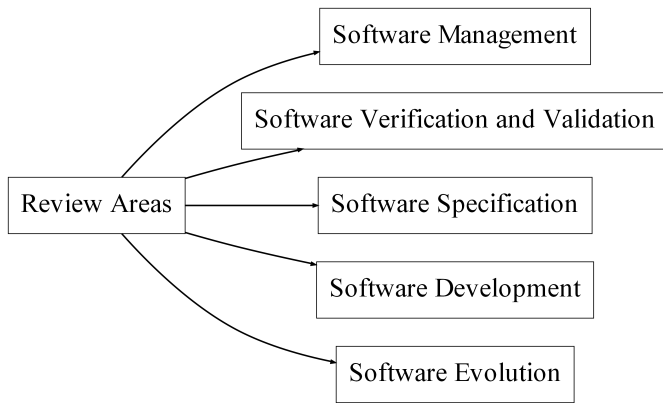 Software Management
Software Verification and Validation
Review Areas
Software Specification
Software Development
Software Evolution